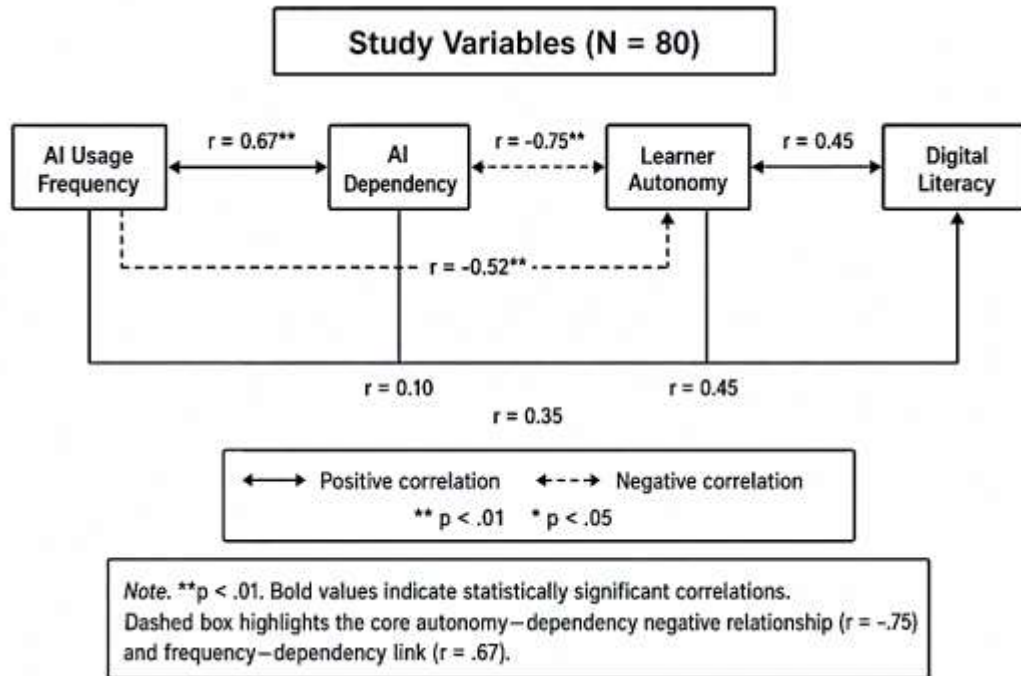 Study Variables (N = 80)
AI Usage
Frequency
r = 0.67**
AI
Dependency
r = -0.75**
Learner
Autonomy
r = 0.45
Digital
Literacy
r = -0.52**
r = 0.10
r = 0.45
r = 0.35
Positive correlation
Negative correlation
** p < .01 * p < .05
Note. **p < .01. Bold values indicate statistically significant correlations.
Dashed box highlights the core autonomy–dependency negative relationship (r = -.75)
and frequency–dependency link (r = .67).